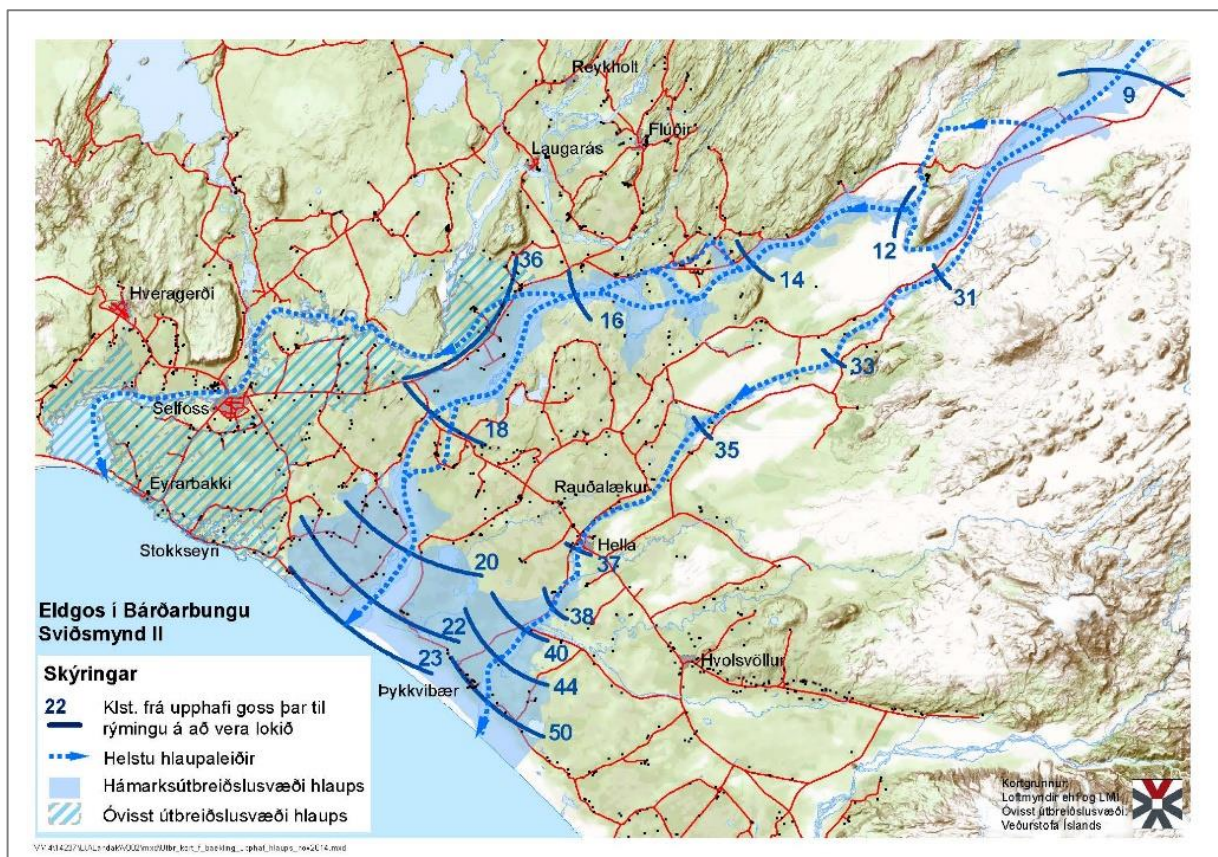 Reykholt
9
Flúðir
Laugarás
12
36
14
31
16
Hveragerði
33
Selfoss
18
35
Eyrarbakki
Rauðalækur
Stokkseyri
Hella
37
20
38
22
40
Hvolsvöllur
23
44
Þykkvibær
50
Eldgos í Bárðarbungu
Sviðsmynd II
Skýringar
22 Klst. frá upphafi goss þar til
rýmingu á að vera lokið
Helstu hlaupaleiðir
Hámarksútbreiðslusvæði hlaups
Óvisst útbreiðslusvæði hlaups
Kortgrunnur:
Loftmyndir ehf og LMÍ
Óvisst útbreiðslusvæði:
Veðurstofa Íslands